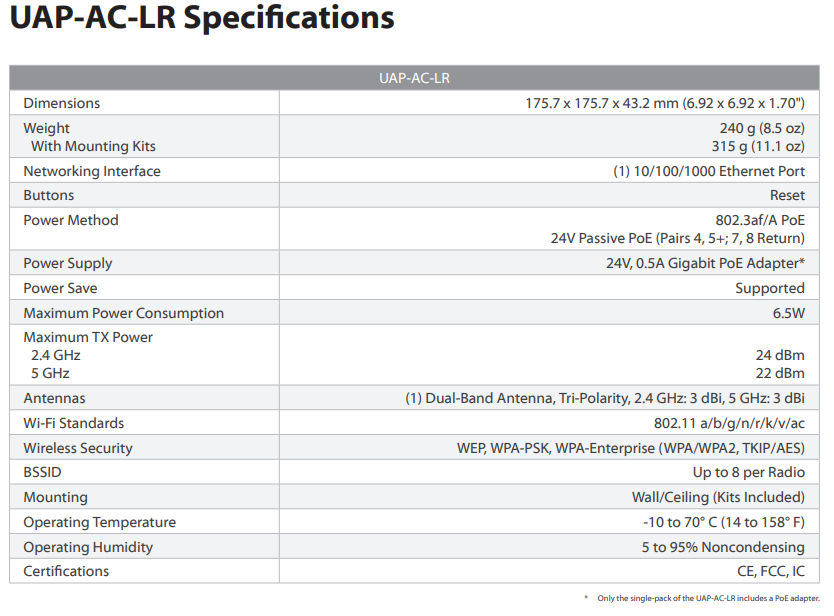 UAP-AC-LR Specifications
UAP-AC-LR
Dimensions 175.7 x 175.7 x 43.2 mm (6.92 x 6.92 x 1.70")
Weight 240 g (8.5 oz)
With Mounting Kits 315 g (11.1 oz)
Networking Interface (1) 10/100/1000 Ethernet Port
Buttons Reset
Power Method 802.3af/A PoE
24V Passive PoE (Pairs 4, 5+; 7, 8 Return)
Power Supply 24V, 0.5A Gigabit PoE Adapter*
Power Save Supported
Maximum Power Consumption 6.5W
Maximum TX Power
2.4 GHz 24 dBm
5 GHz 22 dBm
Antennas (1) Dual-Band Antenna, Tri-Polarity, 2.4 GHz: 3 dBi, 5 GHz: 3 dBi
Wi-Fi Standards 802.11 a/b/g/n/r/k/v/ac
Wireless Security WEP, WPA-PSK, WPA-Enterprise (WPA/WPA2, TKIP/AES)
BSSID Up to 8 per Radio
Mounting Wall/Ceiling (Kits Included)
Operating Temperature -10 to 70° C (14 to 158° F)
Operating Humidity 5 to 95% Noncondensing
Certifications CE, FCC, IC
* Only the single-pack of the UAP-AC-LR includes a PoE adapter.